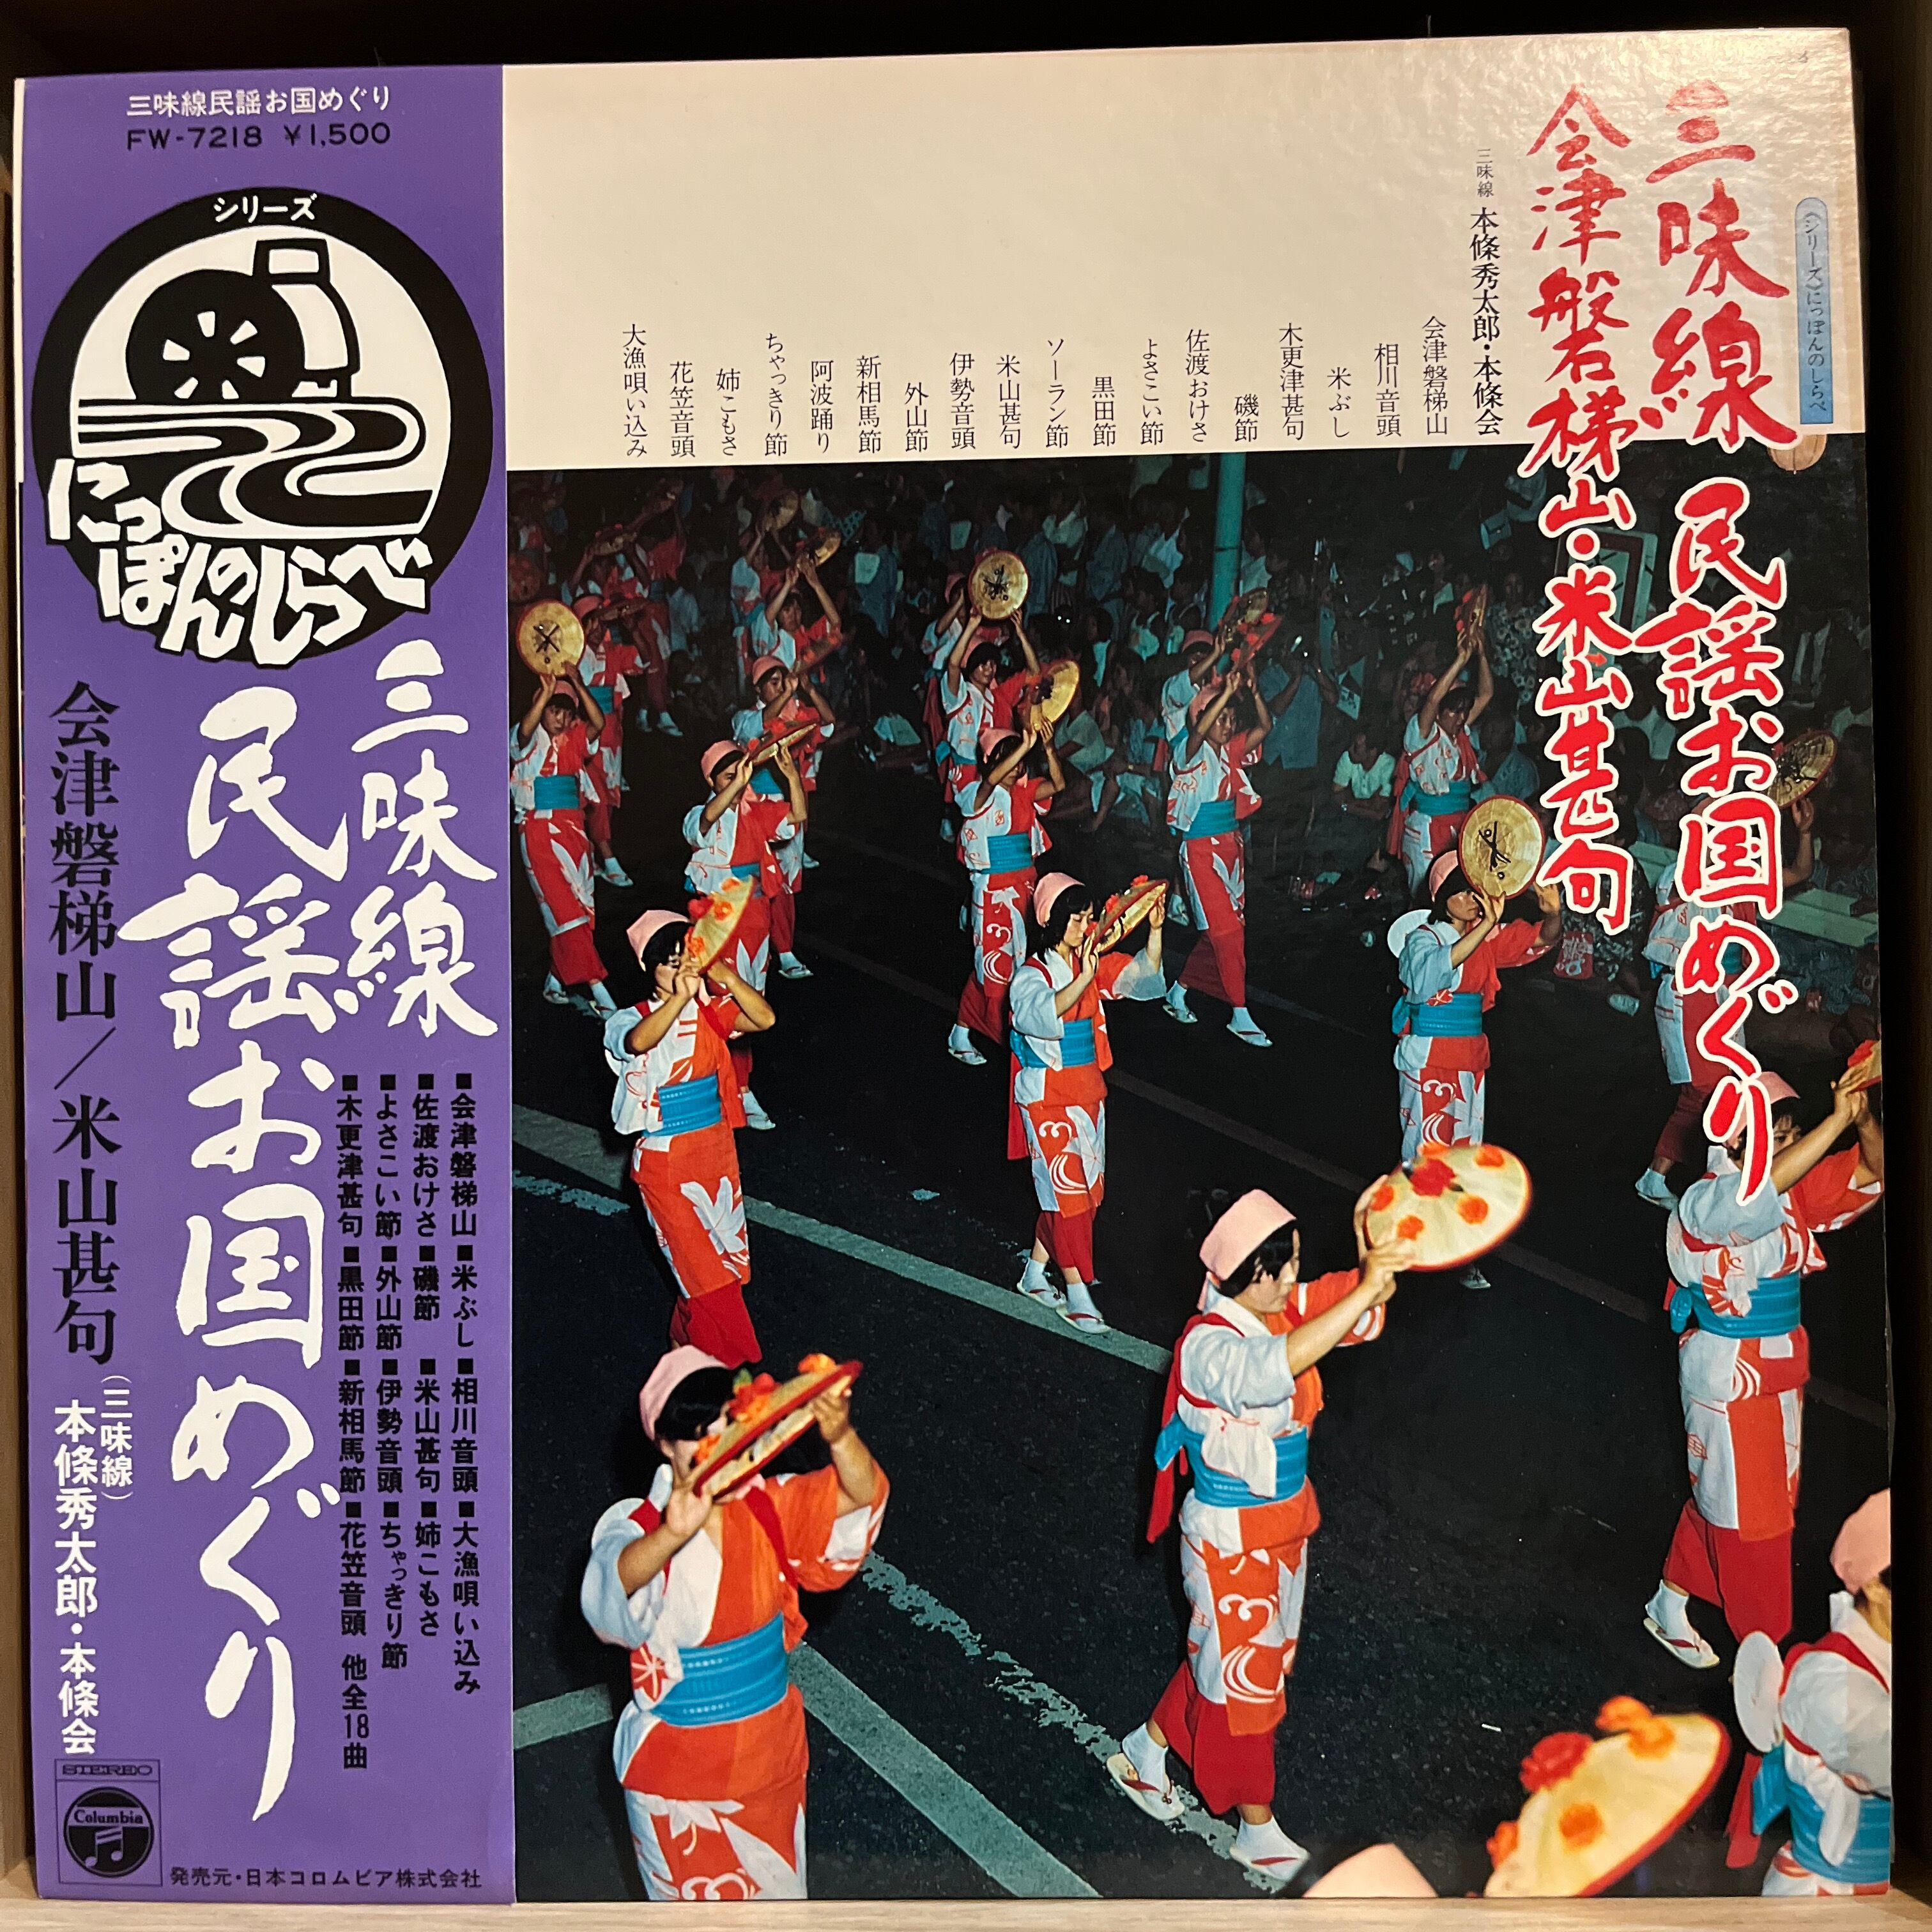 三味線民謡お国めぐり
FW-7218 ¥1,500
シリーズ
にっぽんのしらべ
三味線
民謡お国めぐり
会津磐梯山/米山甚句
(三味線)
本條秀太郎・本條会
■会津磐梯山■米ぶし■相川音頭■大漁唄い込み
■佐渡おけさ■磯節■米山甚句■姉こもさ
■よさこい節■外山節■伊勢音頭■ちゃっきり節
■木更津甚句■黒田節■新相馬節■花笠音頭 他全18曲
STEREO
Columbia
発売元・日本コロムビア株式会社
〈シリーズ〉にっぽんのしらべ
三味線 民謡お国めぐり
会津磐梯山・米山甚句
三味線 本條秀太郎・本條会
会津磐梯山
相川音頭
米ぶし
木更津甚句
磯節
佐渡おけさ
よさこい節
黒田節
ソーラン節
米山甚句
伊勢音頭
外山節
新相馬節
阿波踊り
ちゃっきり節
姉こもさ
花笠音頭
大漁唄い込み